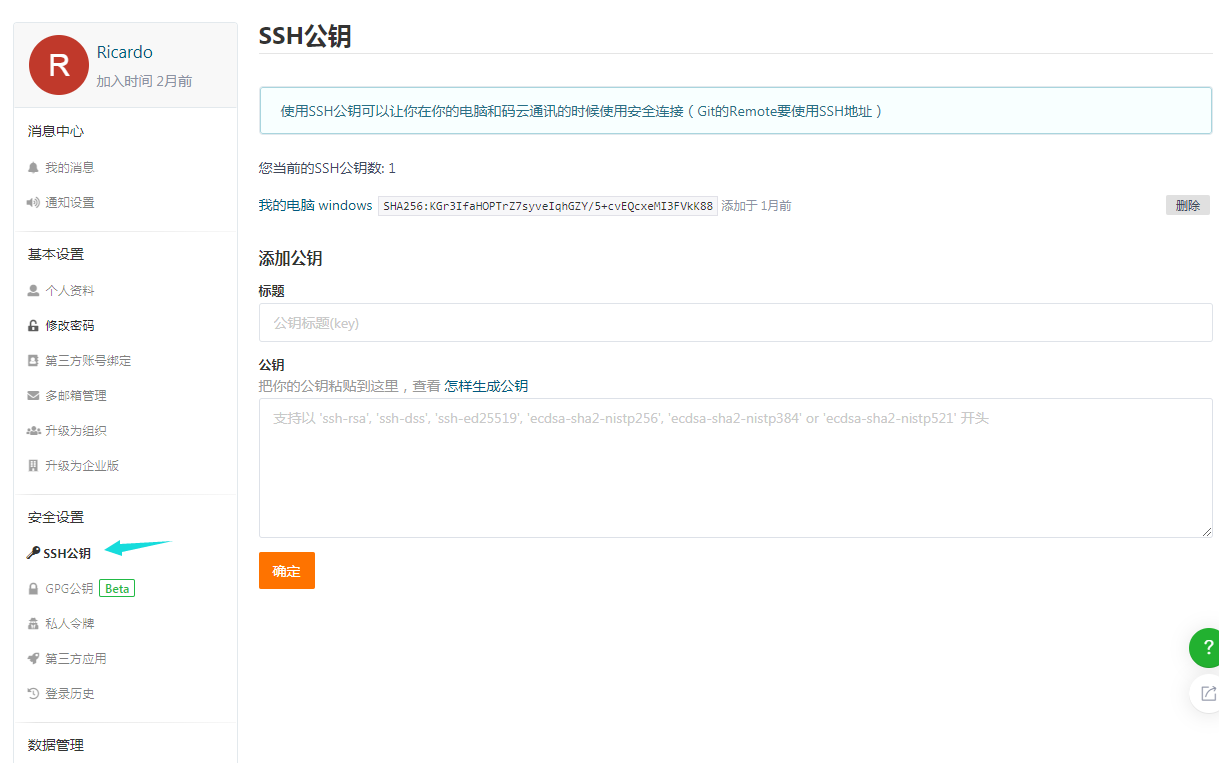 R
Ricardo
加入时间 2月前
消息中心
我的消息
通知设置
基本设置
个人资料
修改密码
第三方账号绑定
多邮箱管理
升级为组织
升级为企业版
安全设置
SSH公钥
GPG公钥 Beta
私人令牌
第三方应用
登录历史
数据管理
SSH公钥
使用SSH公钥可以让你在你的电脑和码云通讯的时候使用安全连接（Git的Remote要使用SSH地址）
您当前的SSH公钥数: 1
我的电脑 windows SHA256:KGr3IfaHOPTrZ7syveIqhGZY/5+cvEQcxeMI3FVkK88 添加于 1月前 删除
添加公钥
标题
公钥标题(key)
公钥
把你的公钥粘贴到这里，查看 怎样生成公钥
支持以 'ssh-rsa', 'ssh-dss', 'ssh-ed25519', 'ecdsa-sha2-nistp256', 'ecdsa-sha2-nistp384' or 'ecdsa-sha2-nistp521' 开头
确定
?